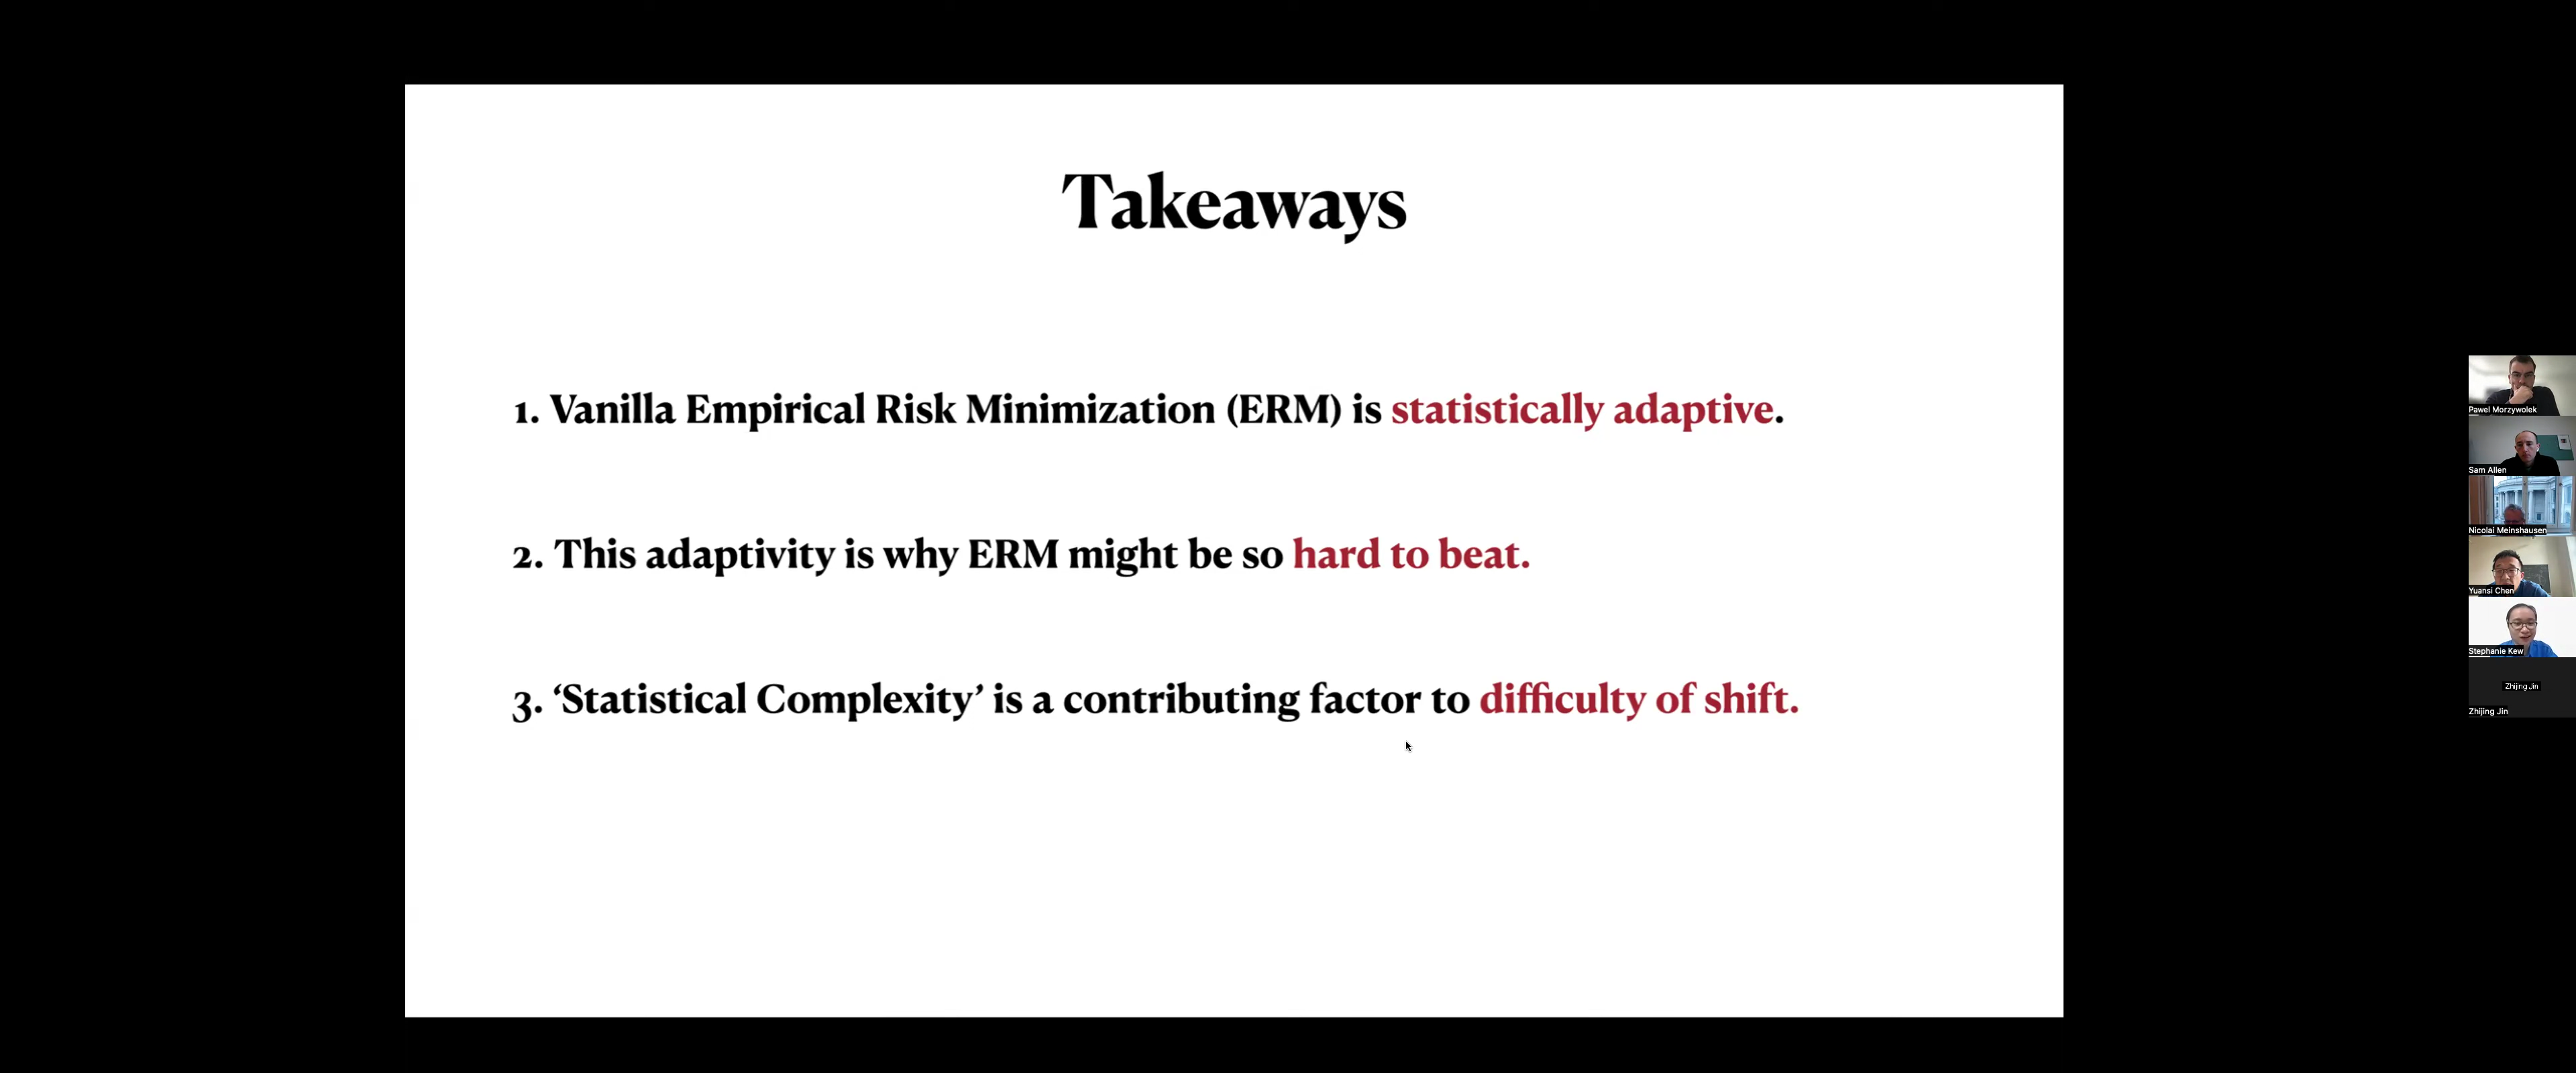 Takeaways
1. Vanilla Empirical Risk Minimization (ERM) is statistically adaptive.
2. This adaptivity is why ERM might be so hard to beat.
3. ‘Statistical Complexity’ is a contributing factor to difficulty of shift.
Pawel Morzywolek
Sam Allen
Nicolai Meinshausen
Yuansi Chen
Stephanie Kew
Zhijing Jin
Zhijing Jin